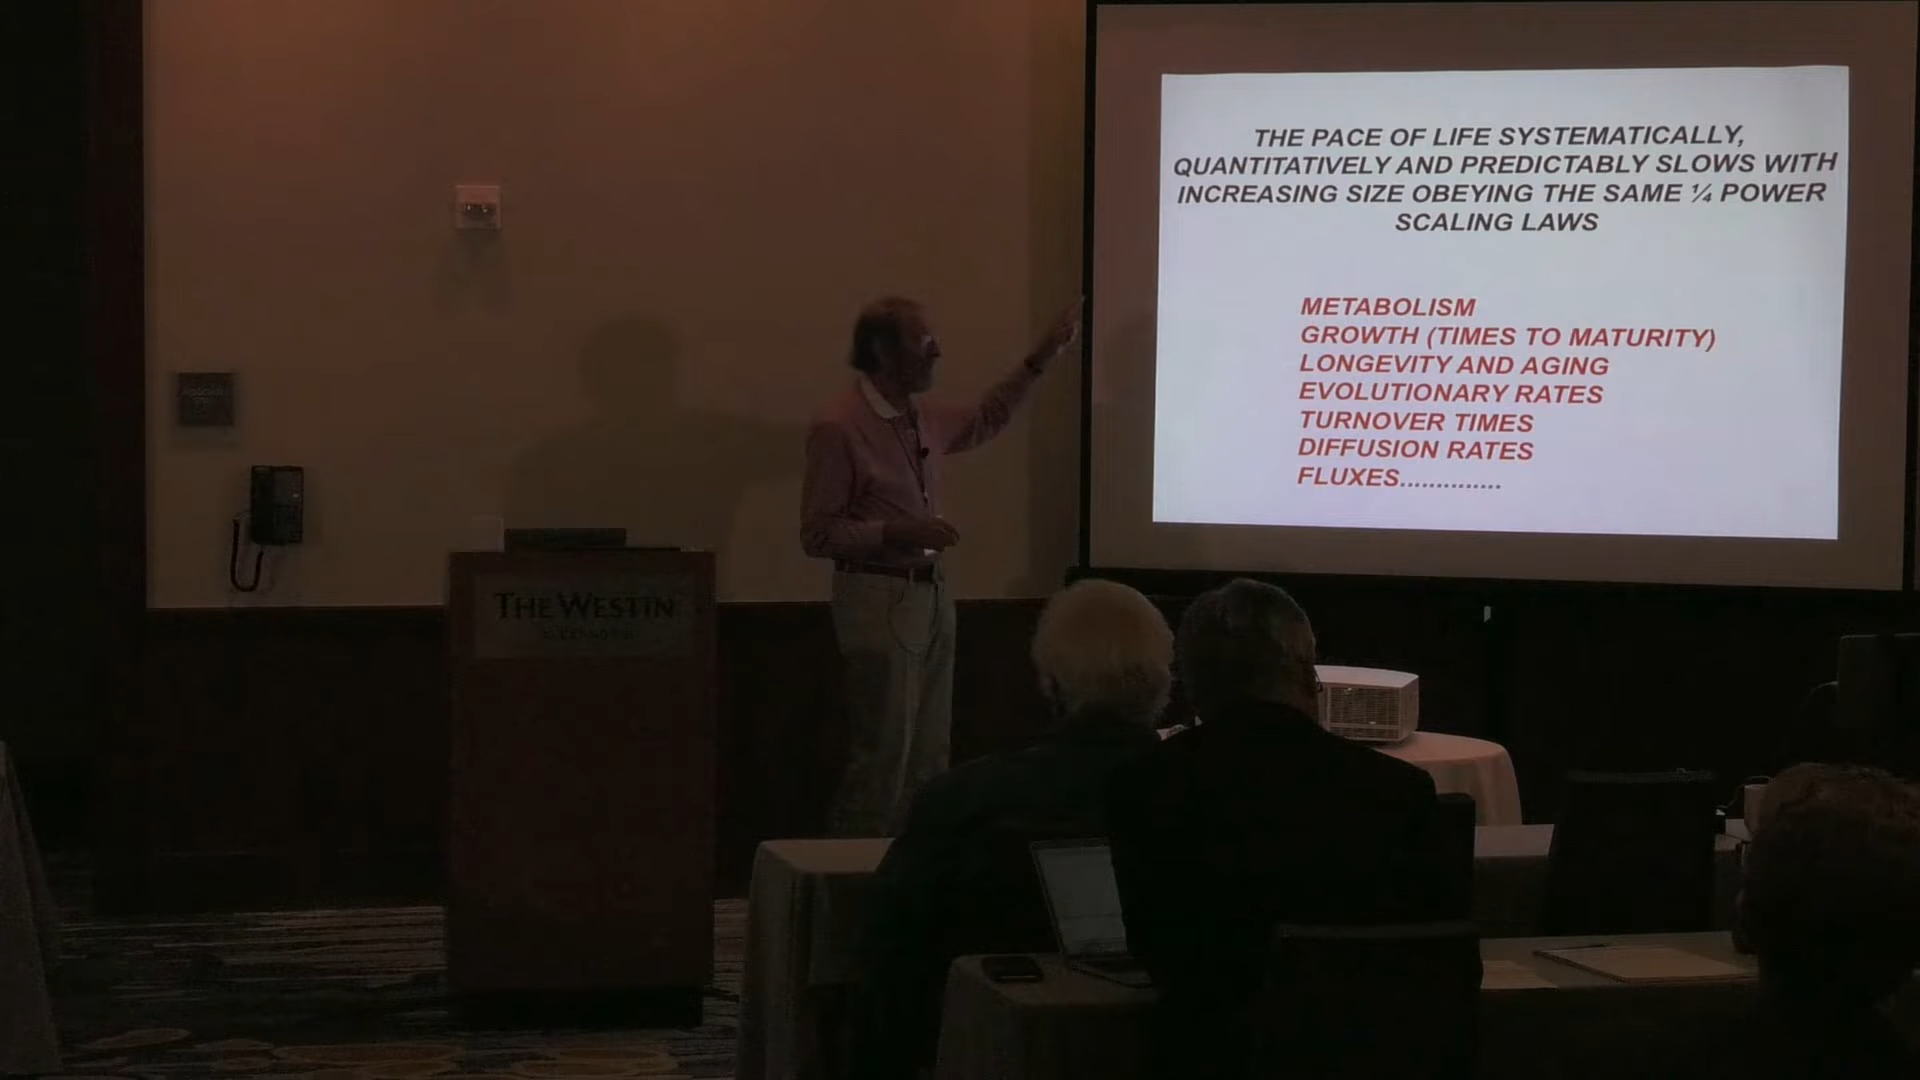 THE PACE OF LIFE SYSTEMATICALLY,
QUANTITATIVELY AND PREDICTABLY SLOWS WITH
INCREASING SIZE OBEYING THE SAME ¼ POWER
SCALING LAWS
METABOLISM
GROWTH (TIMES TO MATURITY)
LONGEVITY AND AGING
EVOLUTIONARY RATES
TURNOVER TIMES
DIFFUSION RATES
FLUXES..............
THE WESTIN